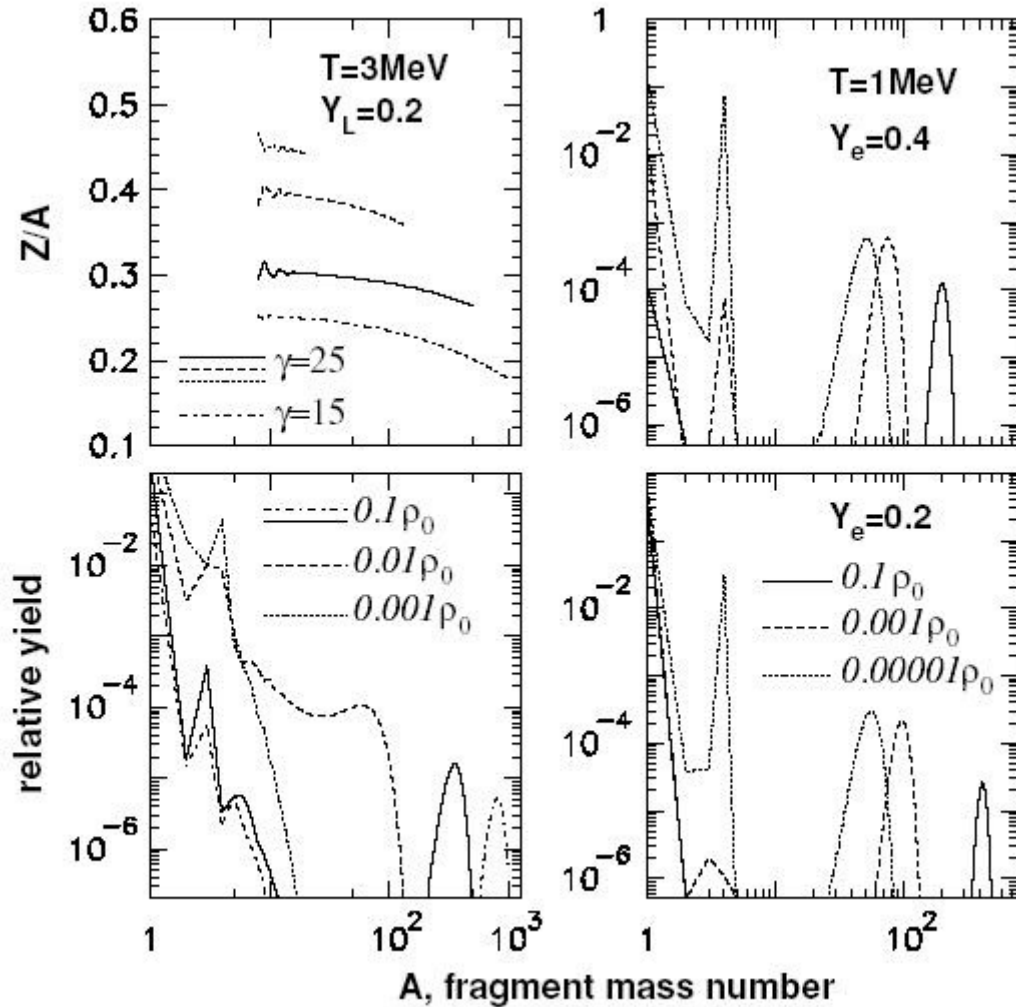 0.6
0.5
0.4
0.3
0.2
0.1
Z/A
T=3MeV
Y_L=0.2
γ=25
γ=15
1
10^-2
10^-4
10^-6
T=1MeV
Y_e=0.4
10^-2
10^-4
10^-6
relative yield
0.1ρ_0
0.01ρ_0
0.001ρ_0
1
10^2
10^3
10^-2
10^-4
10^-6
Y_e=0.2
0.1ρ_0
0.001ρ_0
0.00001ρ_0
1
10^2
A, fragment mass number